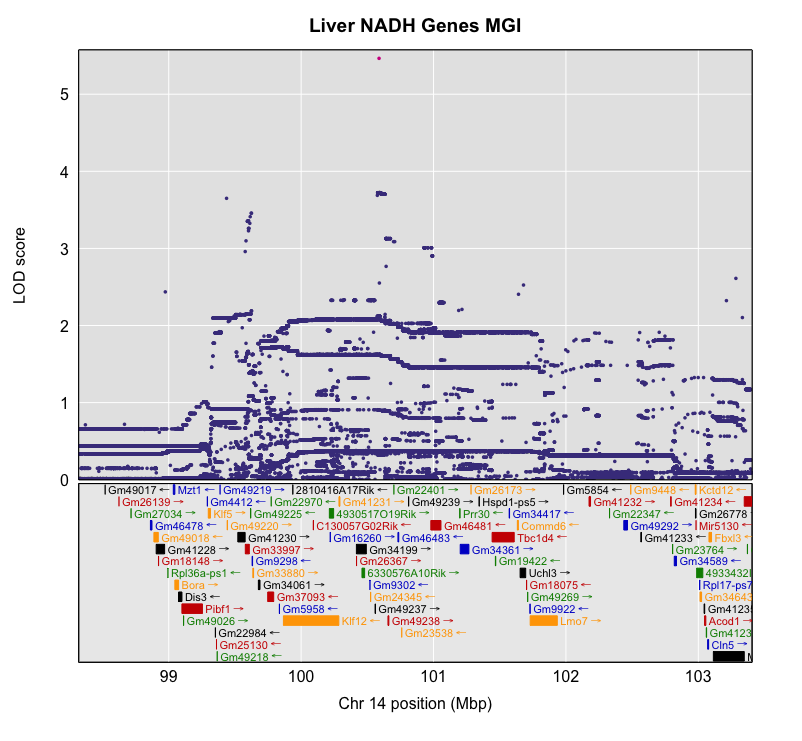 Liver NADH Genes MGI
5
4
3
2
1
0
LOD score
Gm49017 ← Mzt1 ← Gm49219 → 2810416A17Rik ← Gm22401 → Gm26173 → Gm5854 ← Gm9448 ← Kctd12 ←
Gm26139 → Gm4412 ← Gm22970 ← Gm41231 → Gm49239 ← Hspd1-ps5 → Gm41232 ← Gm41234 →
Gm27034 ↓ Klf5 → Gm49225 ← 4930517O19Rik ← Prr30 ← Gm34417 ← Gm22347 ← Gm26778
Gm46478 ← Gm49220 → C130057G02Rik ← Gm46481 → Commd6 ← Gm49292 → Mir5130 ←
Gm49018 ← Gm41230 → Gm16260 ← Gm46483 ← Tbc1d4 ← Gm41233 ← Fbxl3 ←
Gm41228 → Gm33997 ← Gm34199 → Gm34361 → Gm23764 →
Gm18148 ← Gm9298 ← Gm26367 → Gm19422 ← Gm34589 ←
Rpl36a-ps1 ← Gm33880 → 6330576A10Rik ← Uchl3 → 4933432I
Bora → Gm34061 ← Gm9302 ← Gm18075 ← Rpl17-ps7
Dis3 ← Gm37093 → Gm24345 ← Gm49269 ← Gm34643
Pibf1 → Gm5958 ← Gm49237 ← Gm9922 ← Gm4123
Gm49026 ← Klf12 ← Gm49238 ← Lmo7 → Acod1
Gm22984 ← Gm23538 ← Gm4123
Gm25130 ← Cln5 →
Gm49218 ←
99
100
101
102
103
Chr 14 position (Mbp)